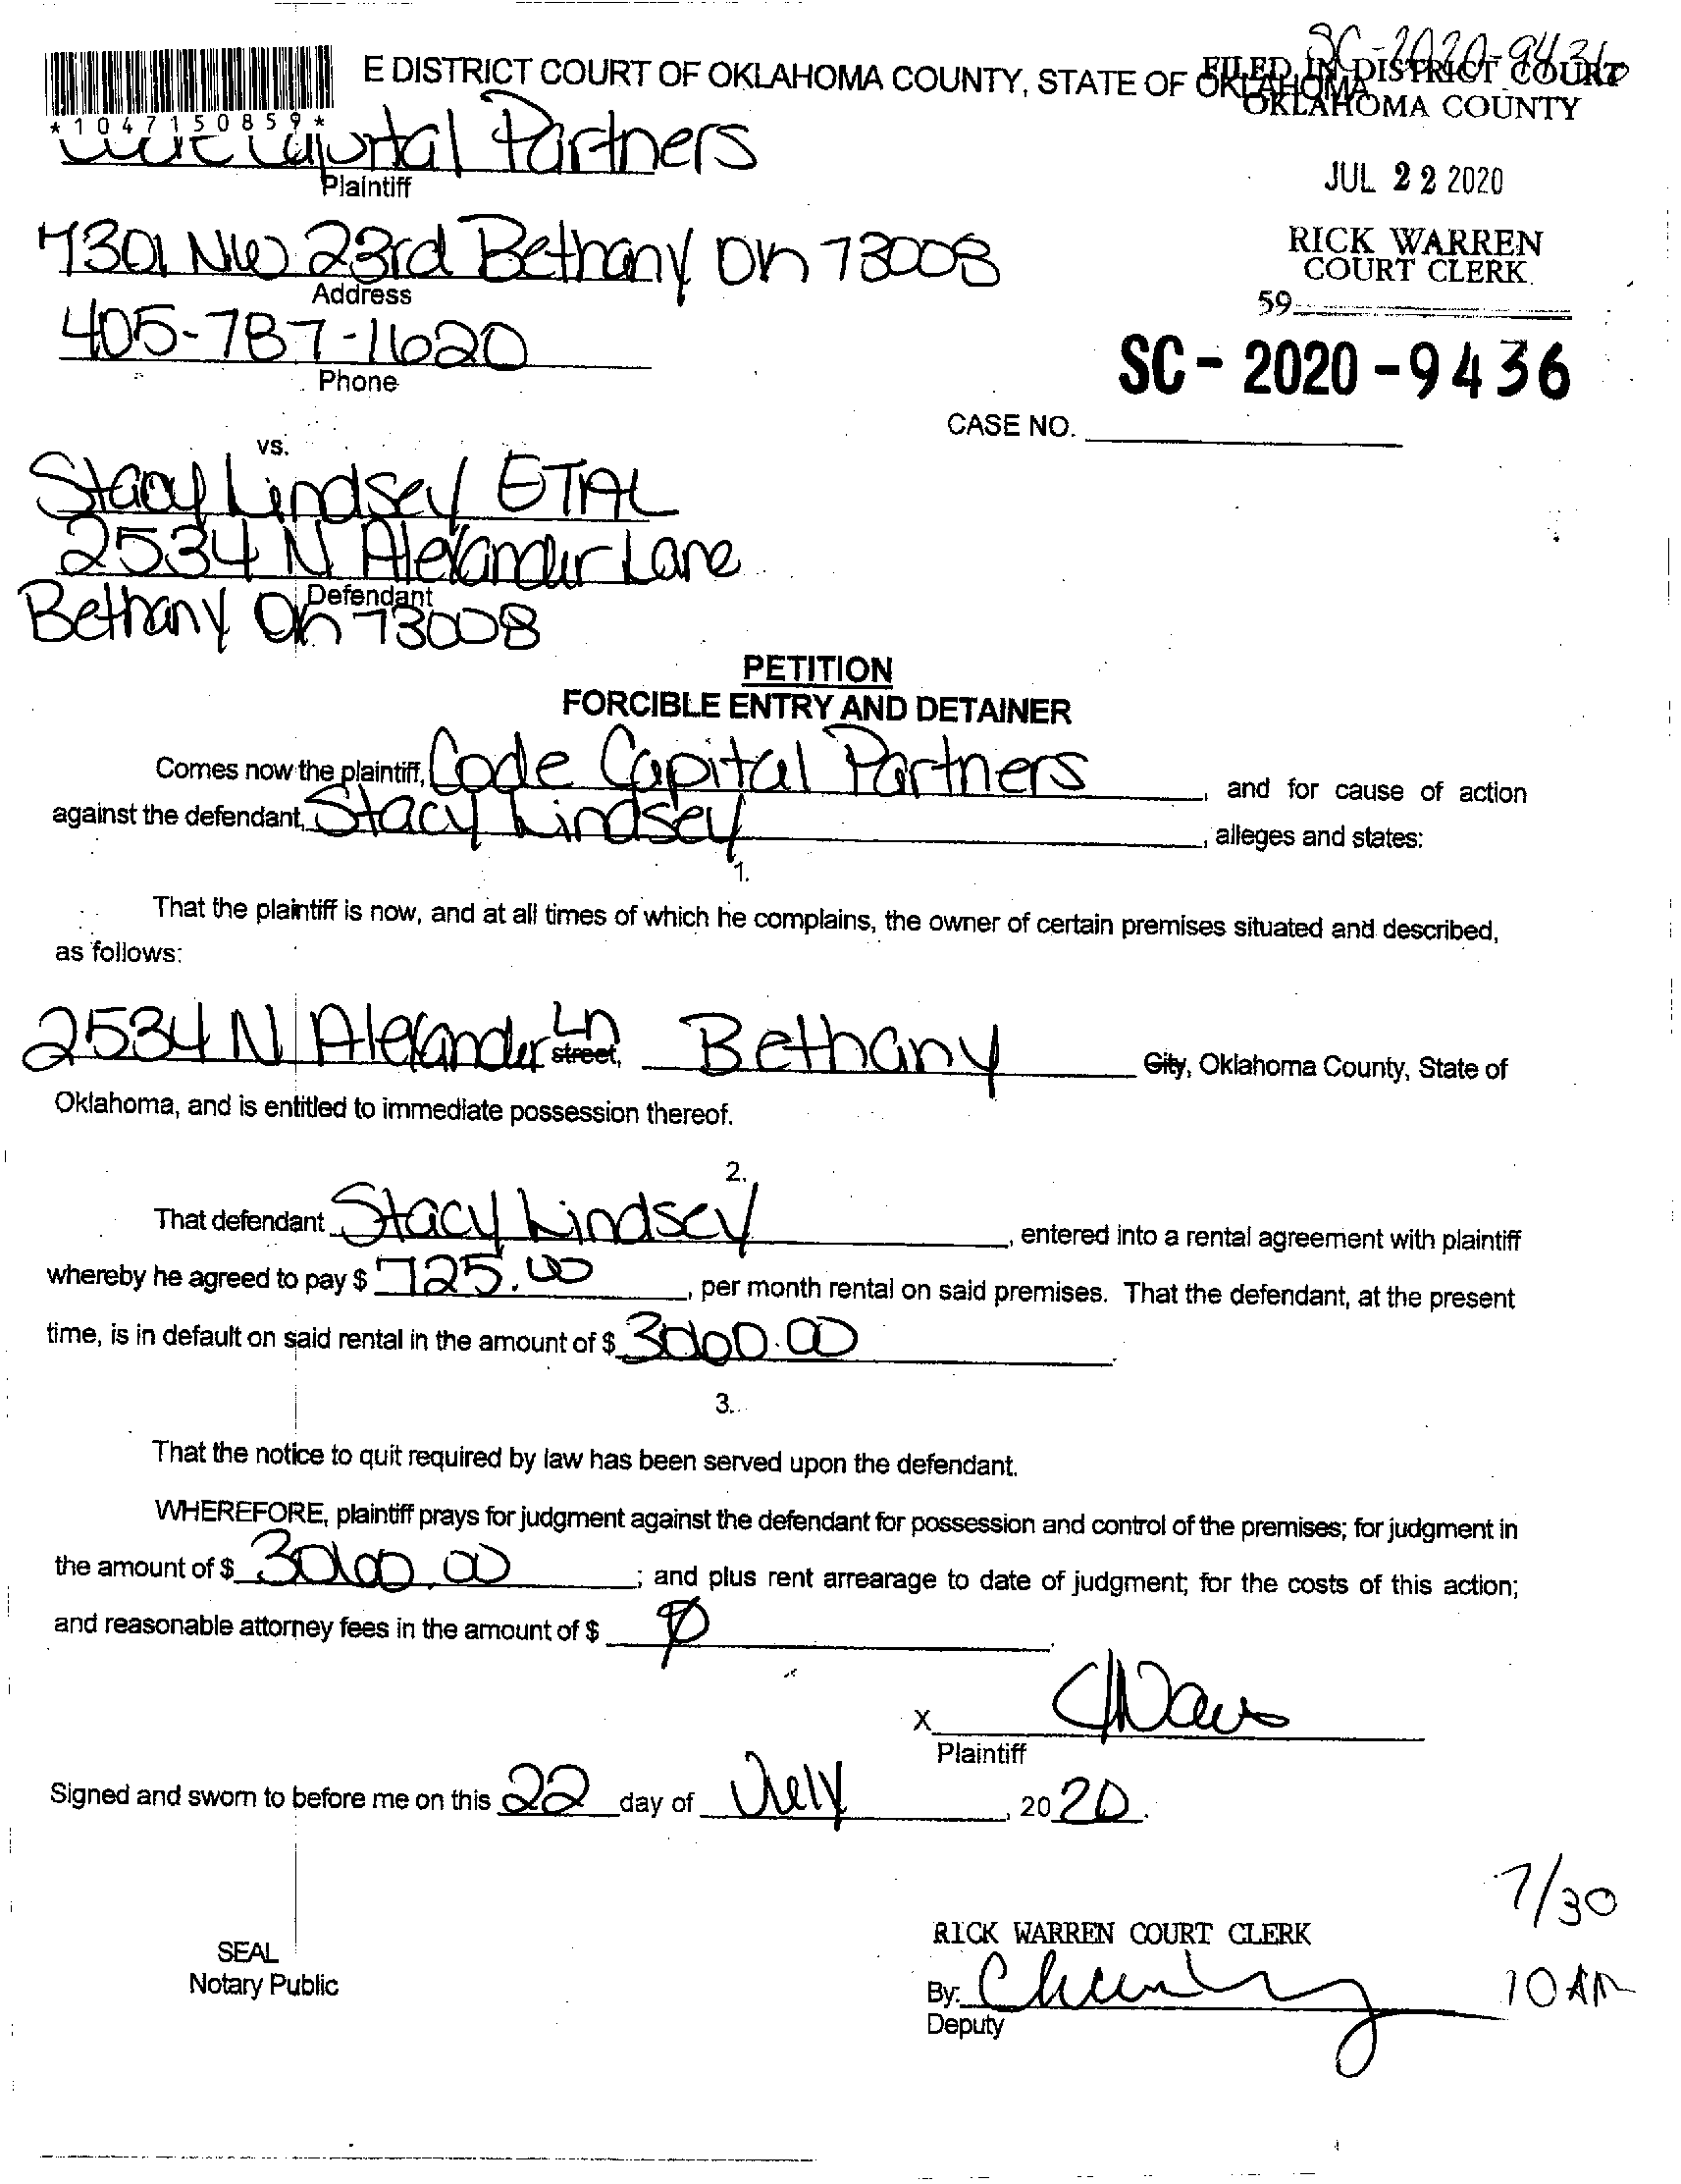 SC-2020-9436
E DISTRICT COURT OF OKLAHOMA COUNTY, STATE OF OKLAHOMA
FILED IN DISTRICT COURT
OKLAHOMA COUNTY
*1047150859*
Partners
Plaintiff
JUL 22 2020
7301 NW 23rd Bethany OK 73008
Address
RICK WARREN
COURT CLERK
59
405-787-1620
Phone
SC-2020-9436
CASE NO.
vs.
Stacy Lindsey ETAL
2534 N Alexander Lane
Defendant
Bethany OK 73008
PETITION
FORCIBLE ENTRY AND DETAINER
Comes now the plaintiff, Code Capital Partners, and for cause of action
against the defendant, Stacy Lindsey, alleges and states:
1.
That the plaintiff is now, and at all times of which he complains, the owner of certain premises situated and described,
as follows:
2534 N Alexander Ln street, Bethany City, Oklahoma County, State of
Oklahoma, and is entitled to immediate possession thereof.
2.
That defendant Stacy Lindsey, entered into a rental agreement with plaintiff
whereby he agreed to pay $ 725.00, per month rental on said premises. That the defendant, at the present
time, is in default on said rental in the amount of $
3.
That the notice to quit required by law has been served upon the defendant.
WHEREFORE, plaintiff prays for judgment against the defendant for possession and control of the premises; for judgment in
the amount of $ ; and plus rent arrearage to date of judgment; for the costs of this action;
and reasonable attorney fees in the amount of $
X
Plaintiff
Signed and sworn to before me on this 22 day of July, 2020.
7/30
10 AM
SEAL
Notary Public
RICK WARREN COURT CLERK
By:
Deputy